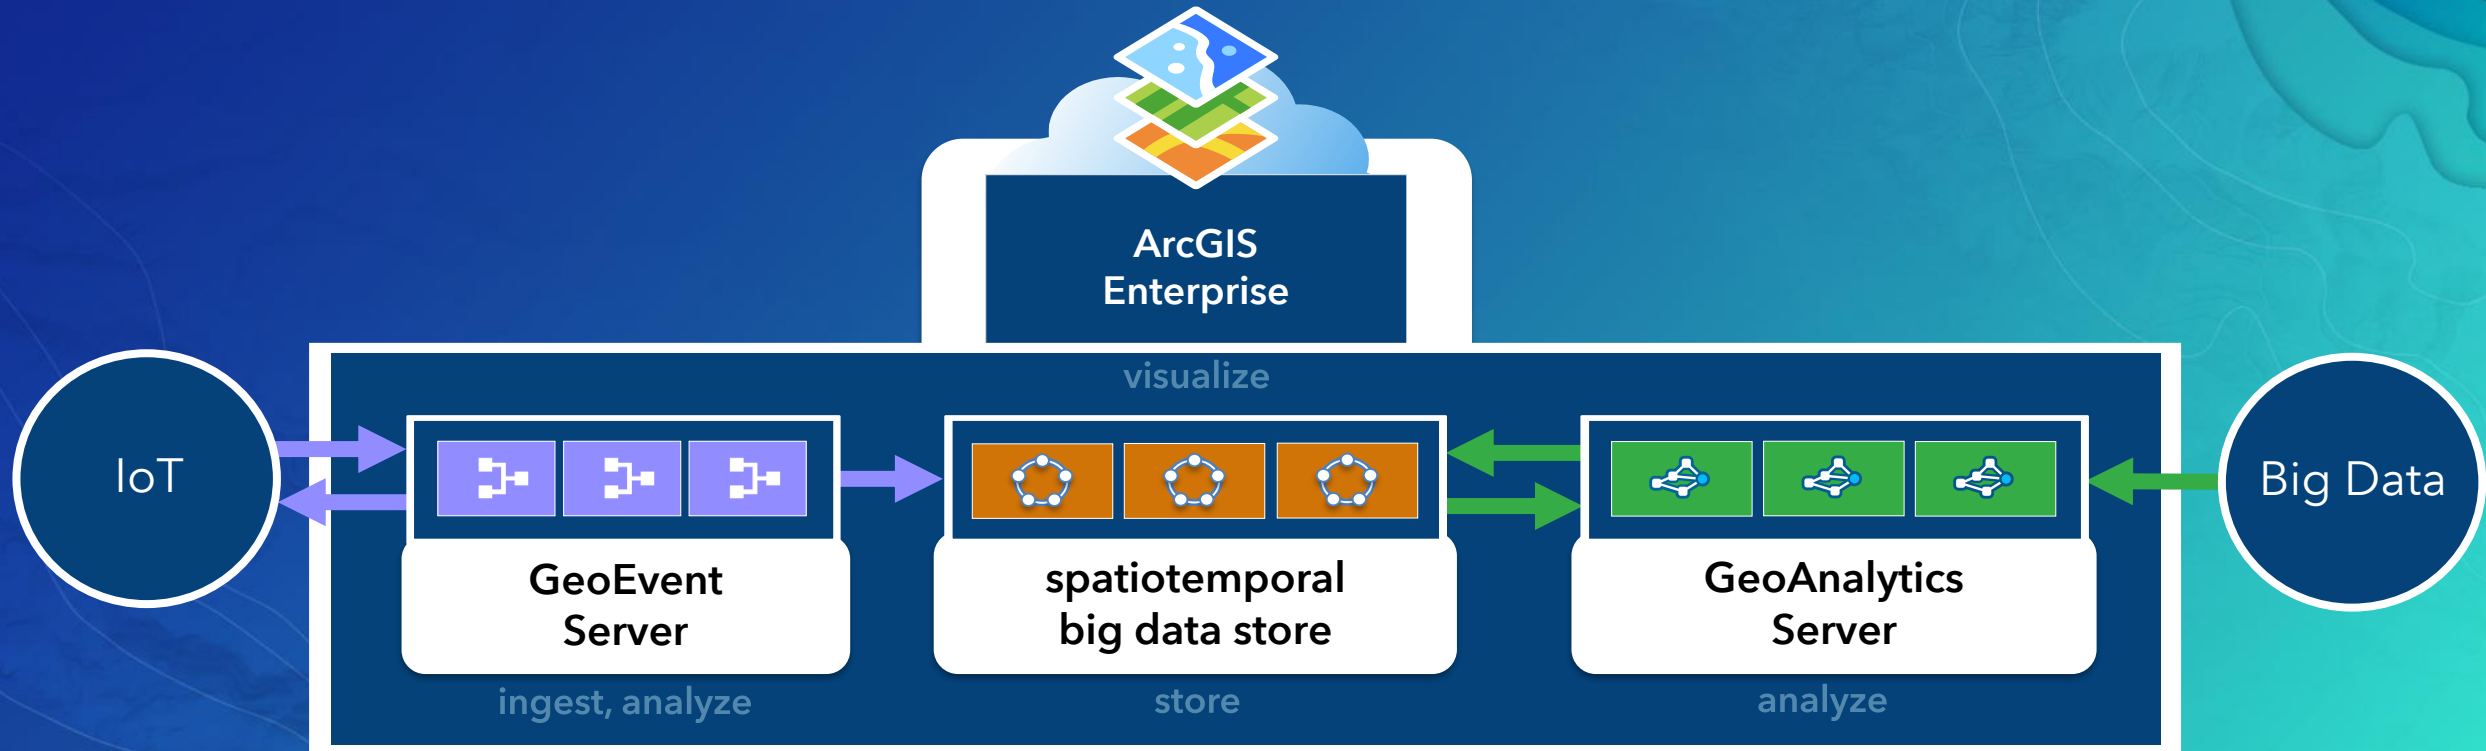 ArcGIS
Enterprise
visualize
IoT
Big Data
GeoEvent
Server
spatiotemporal
big data store
GeoAnalytics
Server
ingest, analyze
store
analyze